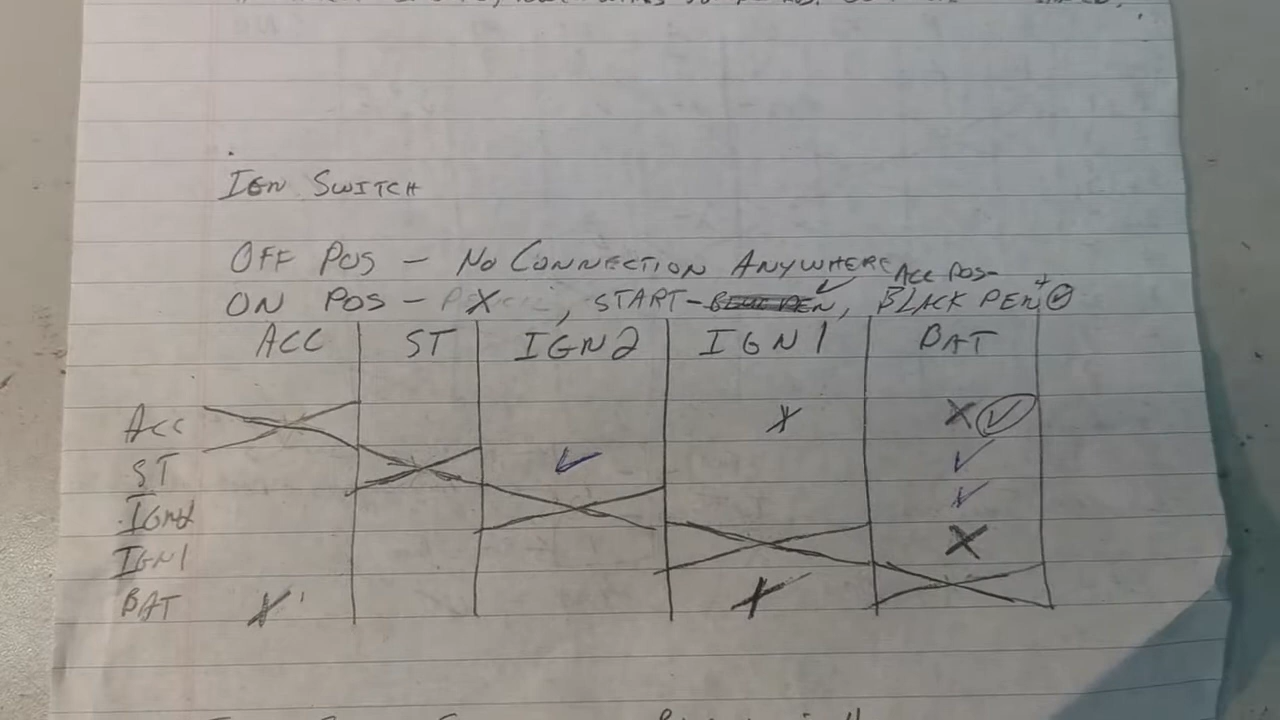 IGN SWITCH
OFF POS - NO CONNECTION ANYWHERE
ACC POS-
ON POS - X, START- ✓, BLACK PEN + ✓
ACC ST IGN2 IGN1 BAT
ACC X X ✓
ST ✓ ✓
IGN2 ✓
IGN1 X
BAT X X